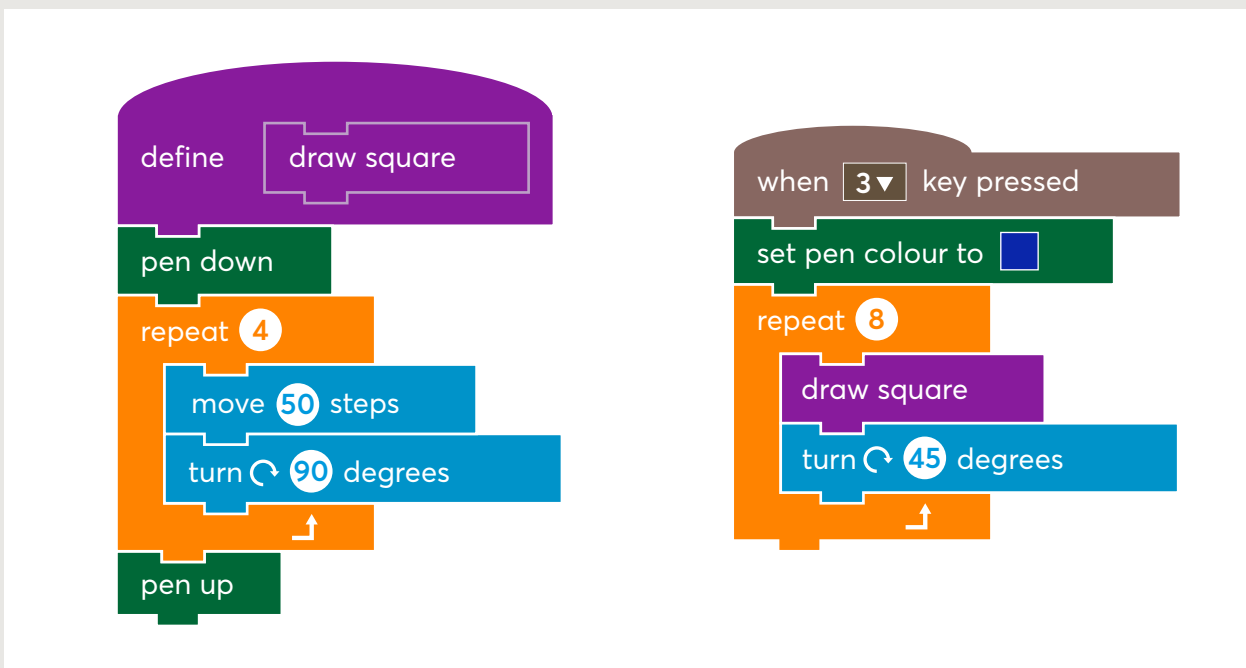 define draw square
pen down
repeat 4
move 50 steps
turn 90 degrees
pen up
when 3▼ key pressed
set pen colour to
repeat 8
draw square
turn 45 degrees